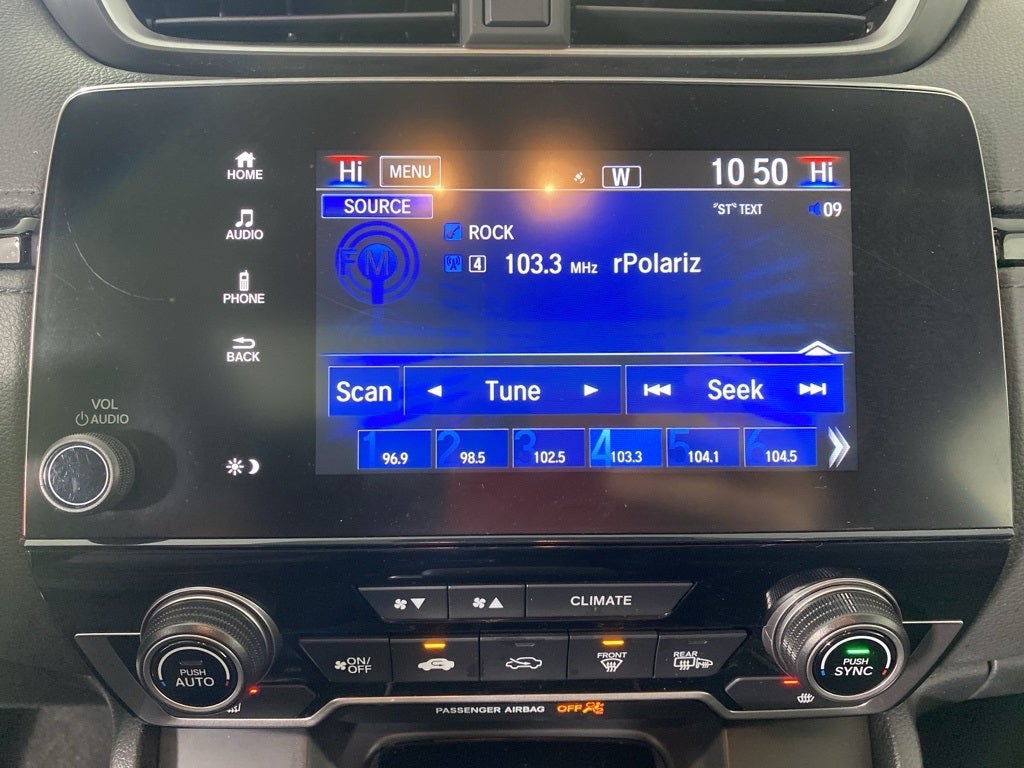 HOME
AUDIO
PHONE
BACK
VOL
AUDIO
Hi MENU W 10 50 Hi
SOURCE "ST" TEXT 09
FM
ROCK
4 103.3 MHz rPolariz
Scan Tune Seek
1 96.9 2 98.5 3 102.5 4 103.3 5 104.1 6 104.5
CLIMATE
PUSH AUTO
ON/OFF
FRONT
REAR
PUSH SYNC
PASSENGER AIRBAG OFF